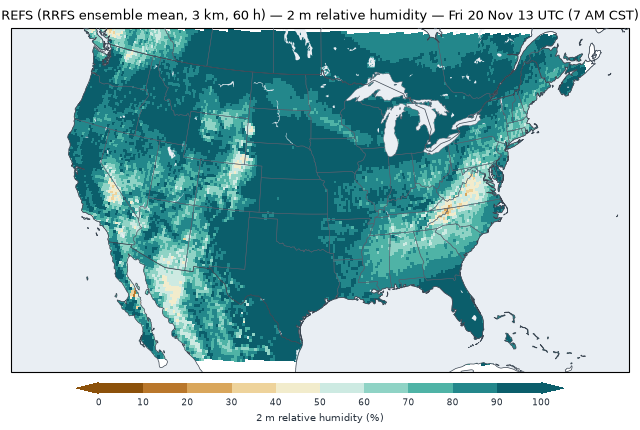 REFS (RRFS ensemble mean, 3 km, 60 h) — 2 m relative humidity — Fri 20 Nov 13 UTC (7 AM CST)
0 10 20 30 40 50 60 70 80 90 100
2 m relative humidity (%)